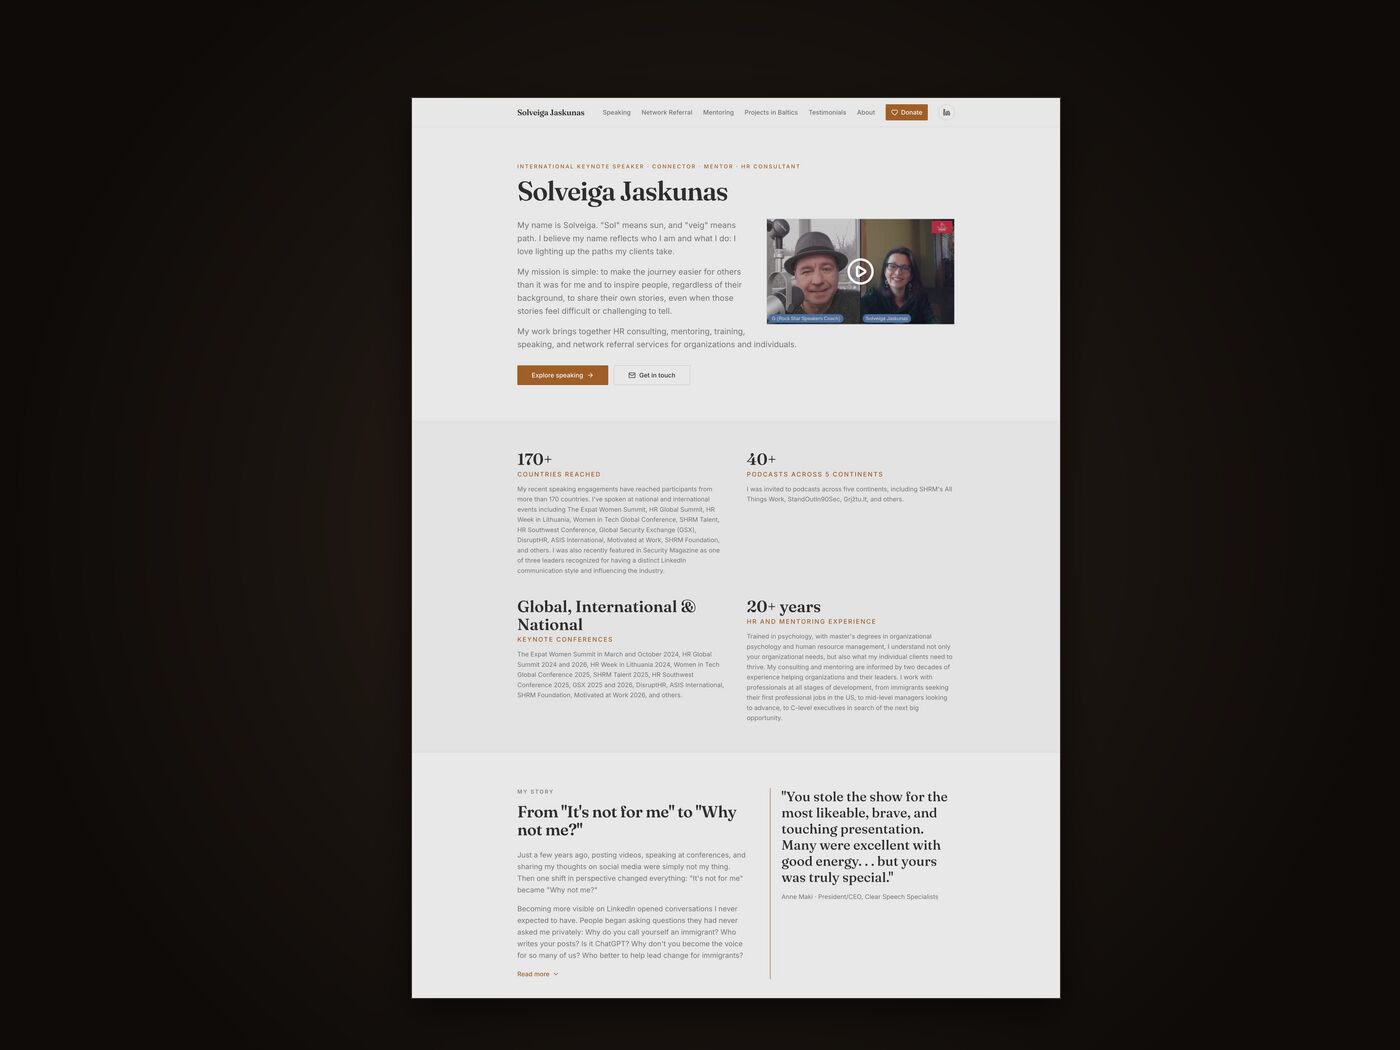 Solveiga Jaskunas
Speaking
Network Referral
Mentoring
Projects in Baltics
Testimonials
About
Donate
in
INTERNATIONAL KEYNOTE SPEAKER · CONNECTOR · MENTOR · HR CONSULTANT
Solveiga Jaskunas
My name is Solveiga. "Sol" means sun, and "veig" means
path. I believe my name reflects who I am and what I do: I
love lighting up the paths my clients take.
My mission is simple: to make the journey easier for others
than it was for me and to inspire people, regardless of their
background, to share their own stories, even when those
stories feel difficult or challenging to tell.
My work brings together HR consulting, mentoring, training,
speaking, and network referral services for organizations and individuals.
G (Rock Star Speakers Coach)
Solveiga Jaskunas
Explore speaking
Get in touch
170+
COUNTRIES REACHED
My recent speaking engagements have reached participants from
more than 170 countries. I've spoken at national and international
events including The Expat Women Summit, HR Global Summit, HR
Week in Lithuania, Women in Tech Global Conference, SHRM Talent,
HR Southwest Conference, Global Security Exchange (GSX),
DisruptHR, ASIS International, Motivated at Work, SHRM Foundation,
and others. I was also recently featured in Security Magazine as one
of three leaders recognized for having a distinct LinkedIn
communication style and influencing the industry.
40+
PODCASTS ACROSS 5 CONTINENTS
I was invited to podcasts across five continents, including SHRM's All
Things Work, StandOutIn90Sec, Grįžtu.lt, and others.
Global, International &
National
KEYNOTE CONFERENCES
The Expat Women Summit in March and October 2024, HR Global
Summit 2024 and 2026, HR Week in Lithuania 2024, Women in Tech
Global Conference 2025, SHRM Talent 2025, HR Southwest
Conference 2025, GSX 2025 and 2026, DisruptHR, ASIS International,
SHRM Foundation, Motivated at Work 2026, and others.
20+ years
HR AND MENTORING EXPERIENCE
Trained in psychology, with master's degrees in organizational
psychology and human resource management, I understand not only
your organizational needs, but also what my individual clients need to
thrive. My consulting and mentoring are informed by two decades of
experience helping organizations and their leaders. I work with
professionals at all stages of development, from immigrants seeking
their first professional jobs in the US, to mid-level managers looking
to advance, to C-level executives in search of the next big
opportunity.
MY STORY
From "It's not for me" to "Why
not me?"
Just a few years ago, posting videos, speaking at conferences, and
sharing my thoughts on social media were simply not my thing.
Then one shift in perspective changed everything: "It's not for me"
became "Why not me?"
Becoming more visible on LinkedIn opened conversations I never
expected to have. People began asking questions they had never
asked me privately: Why do you call yourself an immigrant? Who
writes your posts? Is it ChatGPT? Why don't you become the voice
for so many of us? Who better to help lead change for immigrants?
Read more
"You stole the show for the
most likeable, brave, and
touching presentation.
Many were excellent with
good energy. . . but yours
was truly special."
Anne Maki · President/CEO, Clear Speech Specialists